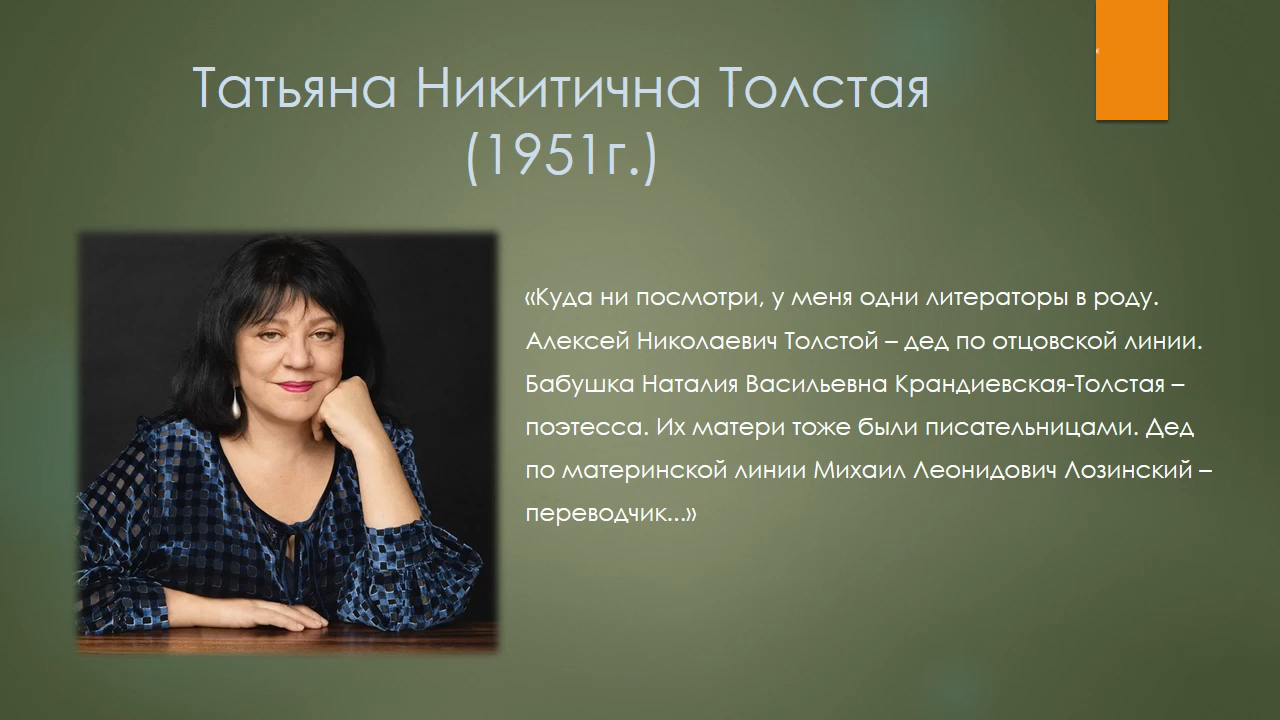 Татьяна Никитична Толстая
(1951г.)
«Куда ни посмотри, у меня одни литераторы в роду.
Алексей Николаевич Толстой – дед по отцовской линии.
Бабушка Наталия Васильевна Крандиевская-Толстая –
поэтесса. Их матери тоже были писательницами. Дед
по материнской линии Михаил Леонидович Лозинский –
переводчик...»